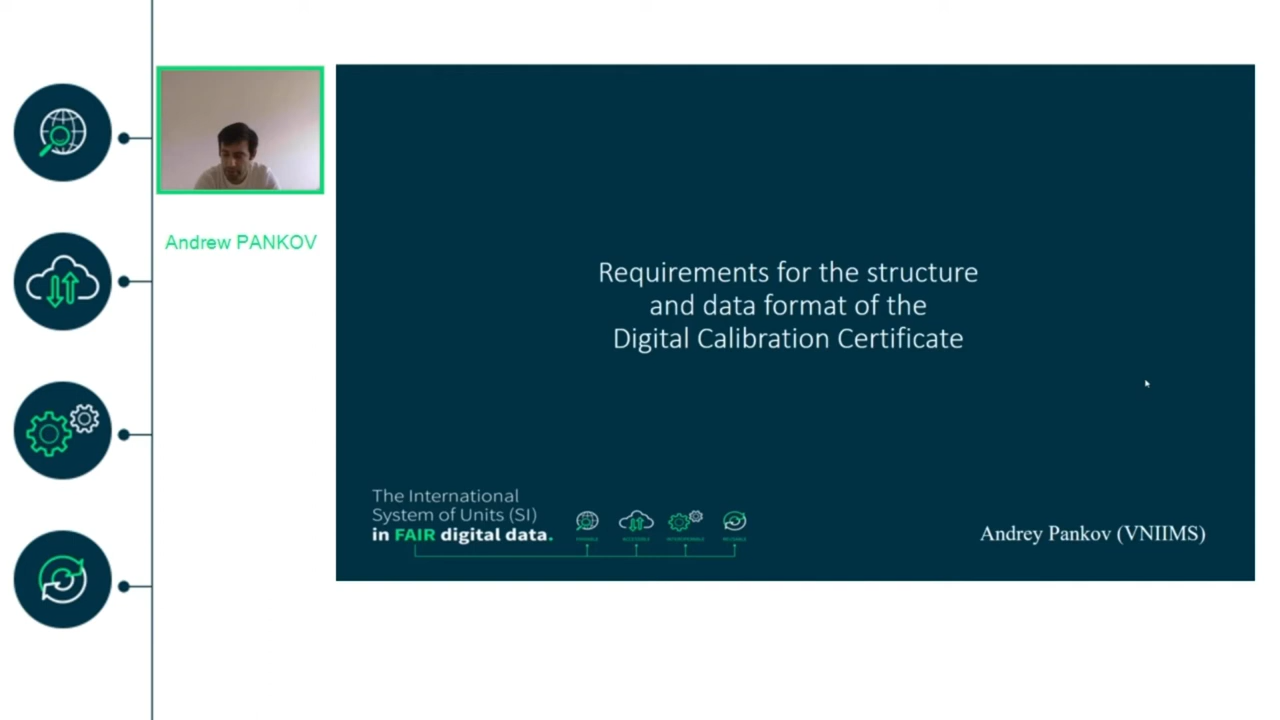 Andrew PANKOV
Requirements for the structure
and data format of the
Digital Calibration Certificate
The International
System of Units (SI)
in FAIR digital data.
Andrey Pankov (VNIIMS)